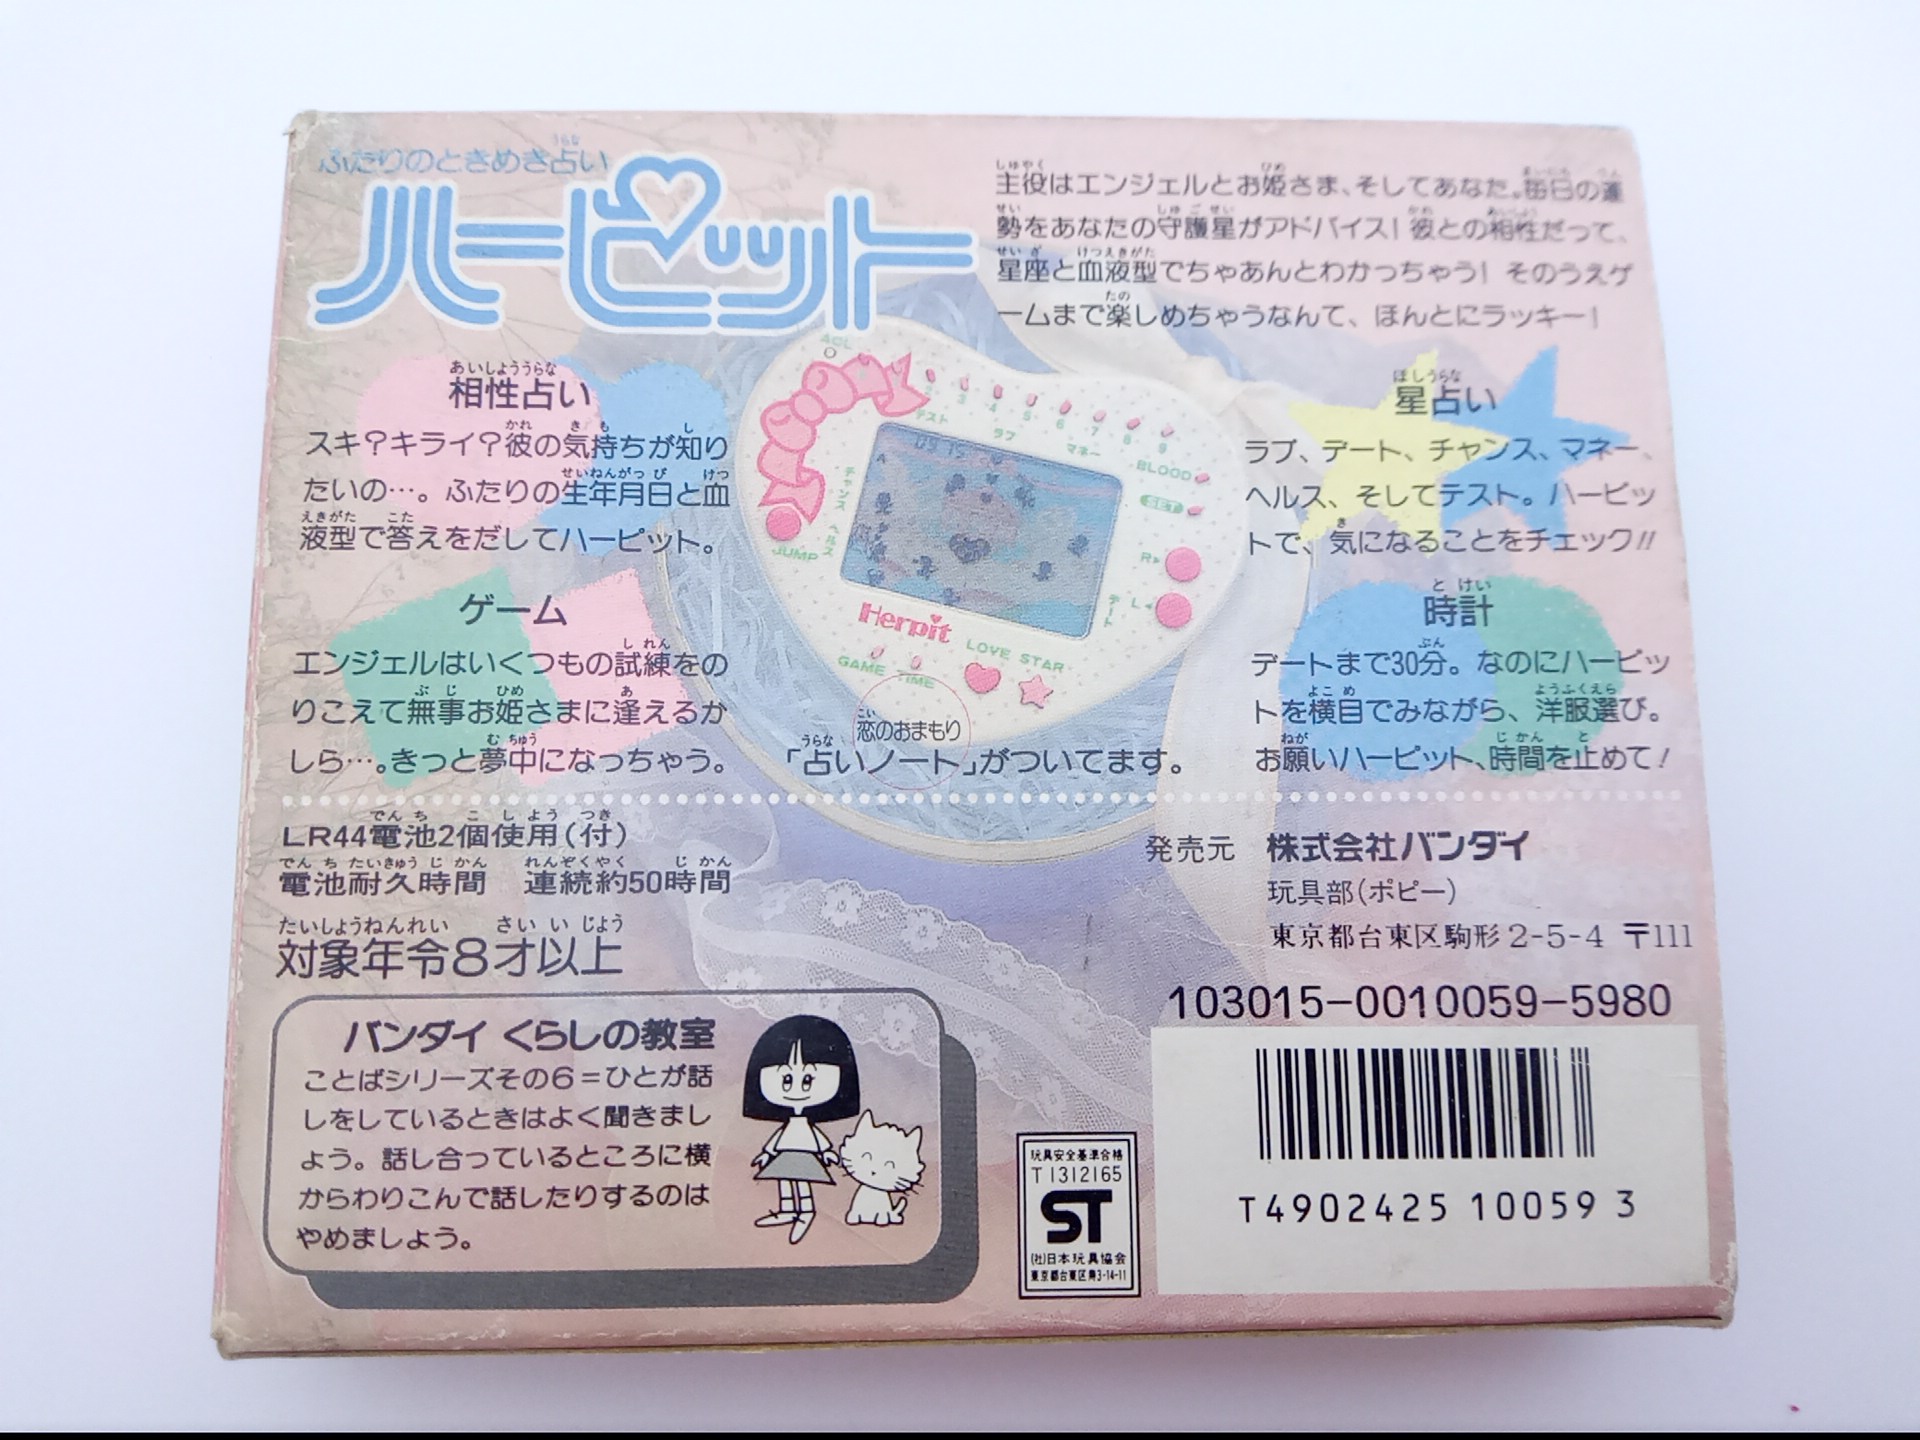 ふたりのときめき占い
ハーピット
主役はエンジェルとお姫さま、そしてあなた。毎日の運
勢をあなたの守護星がアドバイス！彼との相性だって、
星座と血液型でちゃあんとわかっちゃう！そのうえゲ
ームまで楽しめちゃうなんて、ほんとにラッキー！
相性占い
スキ？キライ？彼の気持ちが知り
たいの…。ふたりの生年月日と血
液型で答えをだしてハーピット。
ゲーム
エンジェルはいくつもの試練をの
りこえて無事お姫さまに逢えるか
しら…。きっと夢中になっちゃう。
ACL
2 3 4 5 6 7 8 9
テスト ラブ マネー
チャンス ヘルス
デート
BLOOD
SET
JUMP
R
L
Herpit
LOVE STAR
GAME TIME
恋のおまもり
「占いノート」がついてます。
星占い
ラブ、デート、チャンス、マネー、
ヘルス、そしてテスト。ハーピッ
トで、気になることをチェック!!
時計
デートまで30分。なのにハーピッ
トを横目でみながら、洋服選び。
お願いハーピット、時間を止めて！
LR44電池2個使用(付)
電池耐久時間 連続約50時間
対象年令8才以上
バンダイ くらしの教室
ことばシリーズその6=ひとが話
しをしているときはよく聞きまし
ょう。話し合っているところに横
からわりこんで話したりするのは
やめましょう。
発売元 株式会社バンダイ
玩具部(ポピー)
東京都台東区駒形2-5-4 〒111
103015-0010059-5980
玩具安全基準合格
T1312165
ST
(社)日本玩具協会
東京都台東区寿3-14-11
T4902425 10059 3